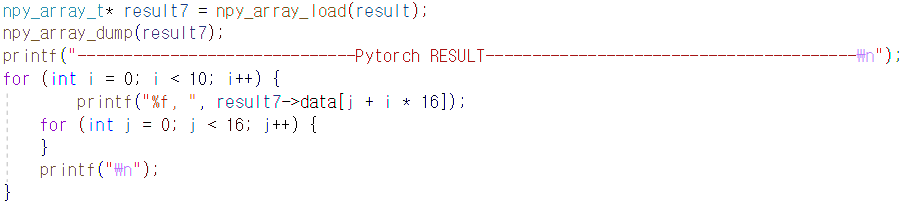 npy_array_t* result7 = npy_array_load(result);
npy_array_dump(result7);
printf("----------------------------Pytorch RESULT-------------------------------------₩n");
for (int i = 0; i < 10; i++) {
        printf("%f, ", result7->data[j + i * 16]);
    for (int j = 0; j < 16; j++) {
    }
    printf("₩n");
}